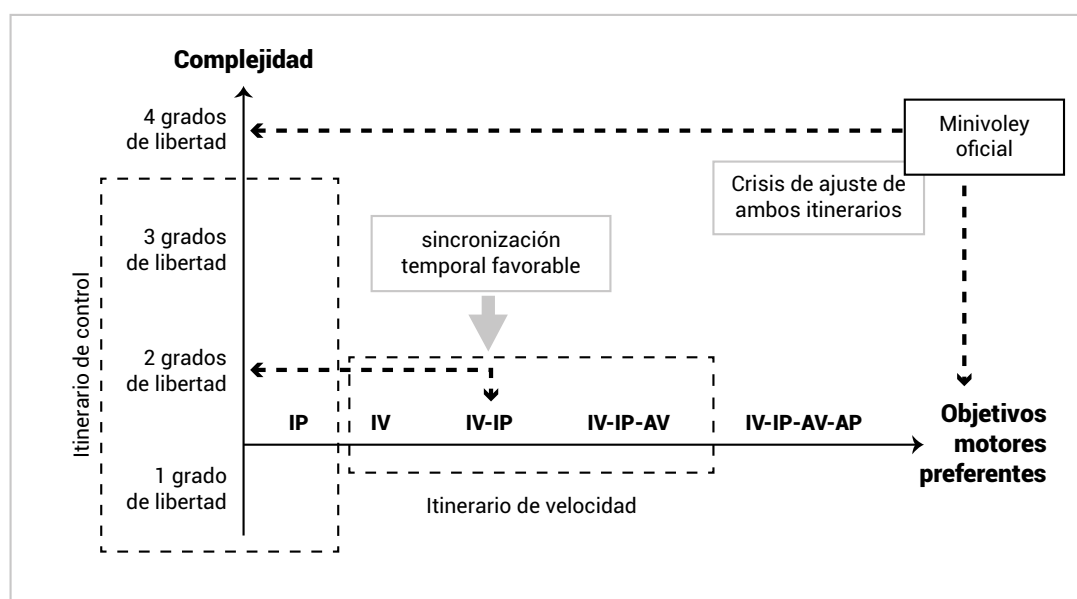 Complejidad
4 grados
de libertad
Minivoley
oficial
Crisis de ajuste de
ambos itinerarios
3 grados
de libertad
sincronización
temporal favorable
Itinerario de control
2 grados
de libertad
IP
IV
IV-IP
IV-IP-AV
IV-IP-AV-AP
Objetivos
motores
preferentes
1 grado
de libertad
Itinerario de velocidad